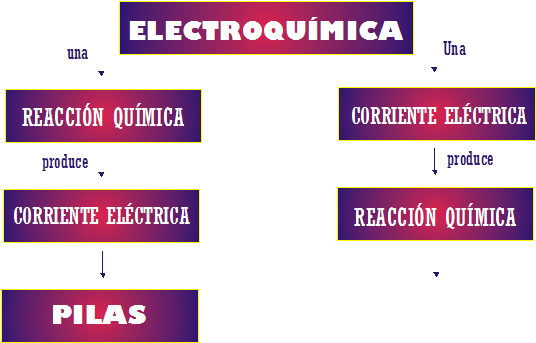 ELECTROQUÍMICA
una
REACCIÓN QUÍMICA
produce
CORRIENTE ELÉCTRICA
PILAS
Una
CORRIENTE ELÉCTRICA
produce
REACCIÓN QUÍMICA